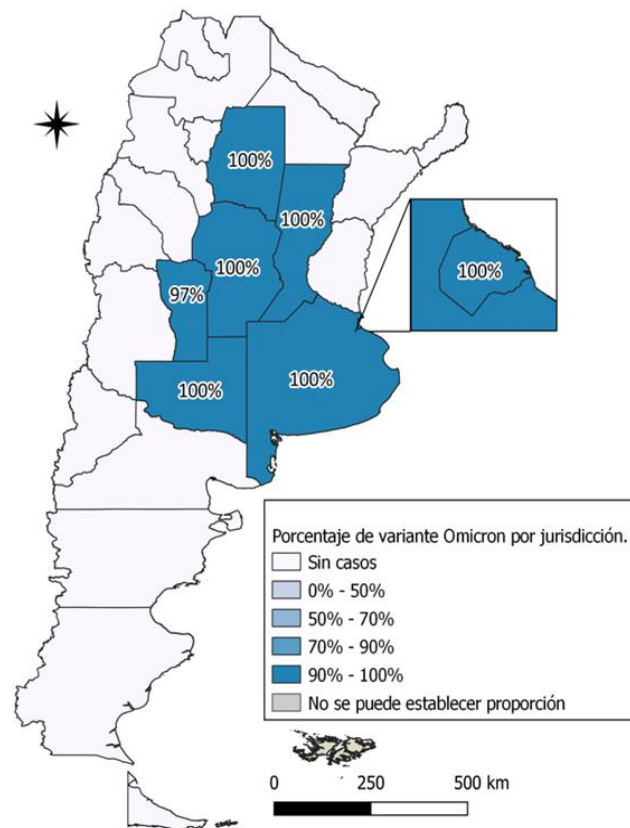 100%
100%
100%
100%
97%
100%
100%
Porcentaje de variante Omicron por jurisdicción.
Sin casos
0% - 50%
50% - 70%
70% - 90%
90% - 100%
No se puede establecer proporción
0 250 500 km